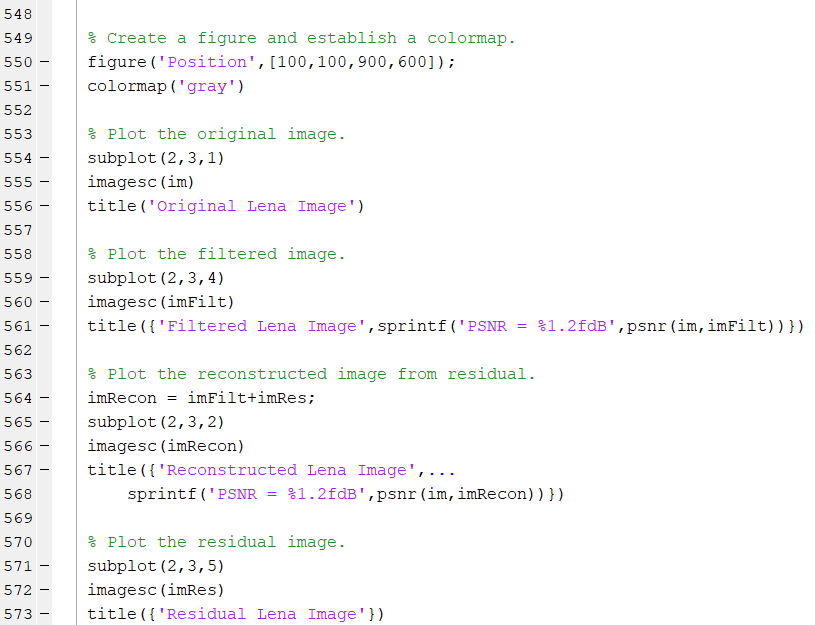 548
549 % Create a figure and establish a colormap.
550 – figure('Position',[100,100,900,600]);
551 – colormap('gray')
552
553 % Plot the original image.
554 – subplot(2,3,1)
555 – imagesc(im)
556 – title('Original Lena Image')
557
558 % Plot the filtered image.
559 – subplot(2,3,4)
560 – imagesc(imFilt)
561 – title({'Filtered Lena Image',sprintf('PSNR = %1.2fdB',psnr(im,imFilt))})
562
563 % Plot the reconstructed image from residual.
564 – imRecon = imFilt+imRes;
565 – subplot(2,3,2)
566 – imagesc(imRecon)
567 – title({'Reconstructed Lena Image',...
568 sprintf('PSNR = %1.2fdB',psnr(im,imRecon))})
569
570 % Plot the residual image.
571 – subplot(2,3,5)
572 – imagesc(imRes)
573 – title({'Residual Lena Image'})